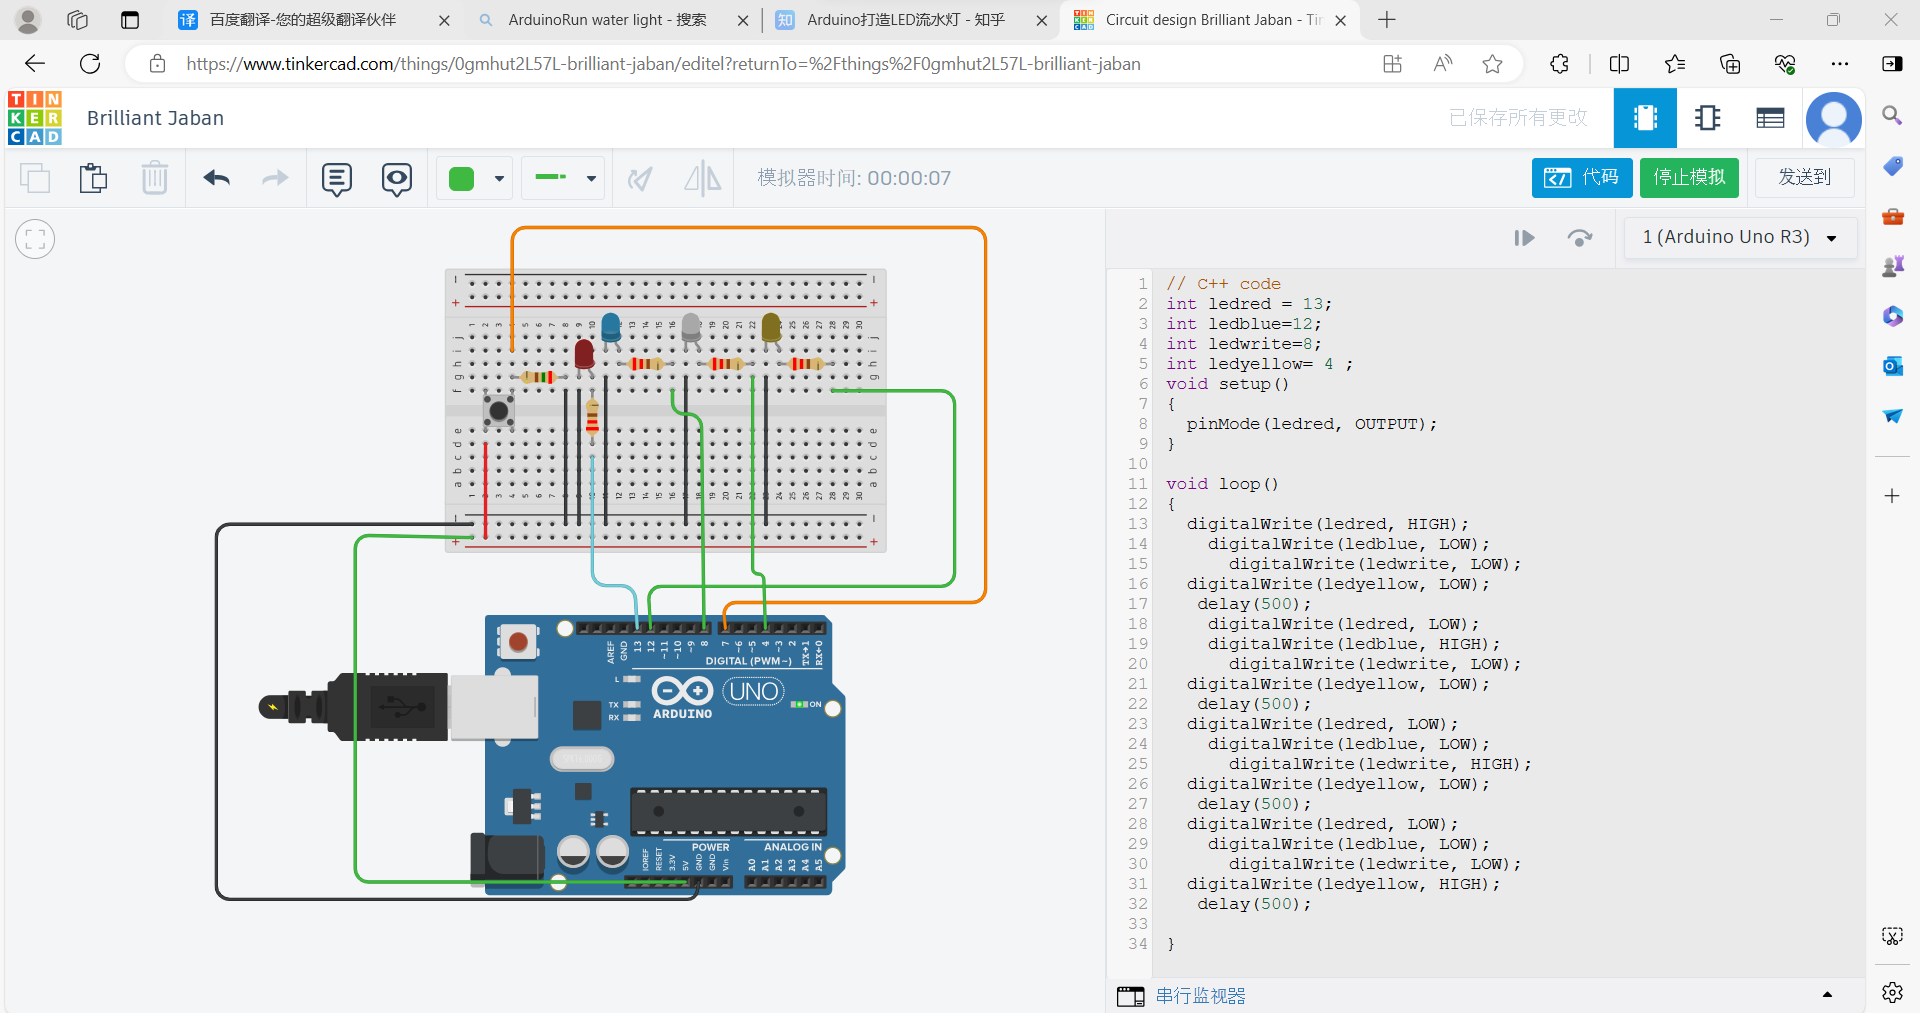 百度翻译-您的超级翻译伙伴
ArduinoRun water light - 搜索
Arduino打造LED流水灯 - 知乎
Circuit design Brilliant Jaban - Tin
https://www.tinkercad.com/things/0gmhut2L57L-brilliant-jaban/editel?returnTo=%2Fthings%2F0gmhut2L57L-brilliant-jaban
TINKERCAD
Brilliant Jaban
已保存所有更改
模拟器时间: 00:00:07
代码
停止模拟
发送到
1 (Arduino Uno R3)
1 // C++ code
2 int ledred = 13;
3 int ledblue=12;
4 int ledwrite=8;
5 int ledyellow= 4 ;
6 void setup()
7 {
8 pinMode(ledred, OUTPUT);
9 }
10
11 void loop()
12 {
13 digitalWrite(ledred, HIGH);
14 digitalWrite(ledblue, LOW);
15 digitalWrite(ledwrite, LOW);
16 digitalWrite(ledyellow, LOW);
17 delay(500);
18 digitalWrite(ledred, LOW);
19 digitalWrite(ledblue, HIGH);
20 digitalWrite(ledwrite, LOW);
21 digitalWrite(ledyellow, LOW);
22 delay(500);
23 digitalWrite(ledred, LOW);
24 digitalWrite(ledblue, LOW);
25 digitalWrite(ledwrite, HIGH);
26 digitalWrite(ledyellow, LOW);
27 delay(500);
28 digitalWrite(ledred, LOW);
29 digitalWrite(ledblue, LOW);
30 digitalWrite(ledwrite, LOW);
31 digitalWrite(ledyellow, HIGH);
32 delay(500);
33
34 }
串行监视器
AREF GND 13 12 ~11 ~10 ~9 8 7 ~6 ~5 4 ~3 2 TX→1 RX←0
DIGITAL (PWM~)
L
TX
RX
ARDUINO
UNO
ON
POWER
ANALOG IN
IOREF RESET 3.3V 5V GND GND Vin A0 A1 A2 A3 A4 A5